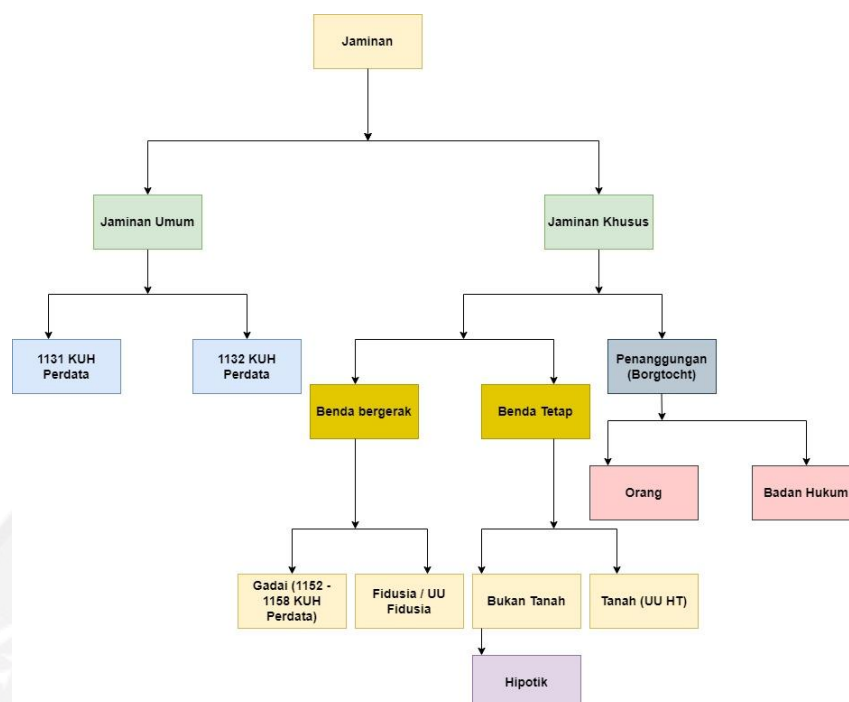 Jaminan
Jaminan Umum
Jaminan Khusus
1131 KUH
Perdata
1132 KUH
Perdata
Penanggungan
(Borgtocht)
Benda bergerak
Benda Tetap
Orang
Badan Hukum
Gadai (1152 -
1158 KUH
Perdata)
Fidusia / UU
Fidusia
Bukan Tanah
Tanah (UU HT)
Hipotik